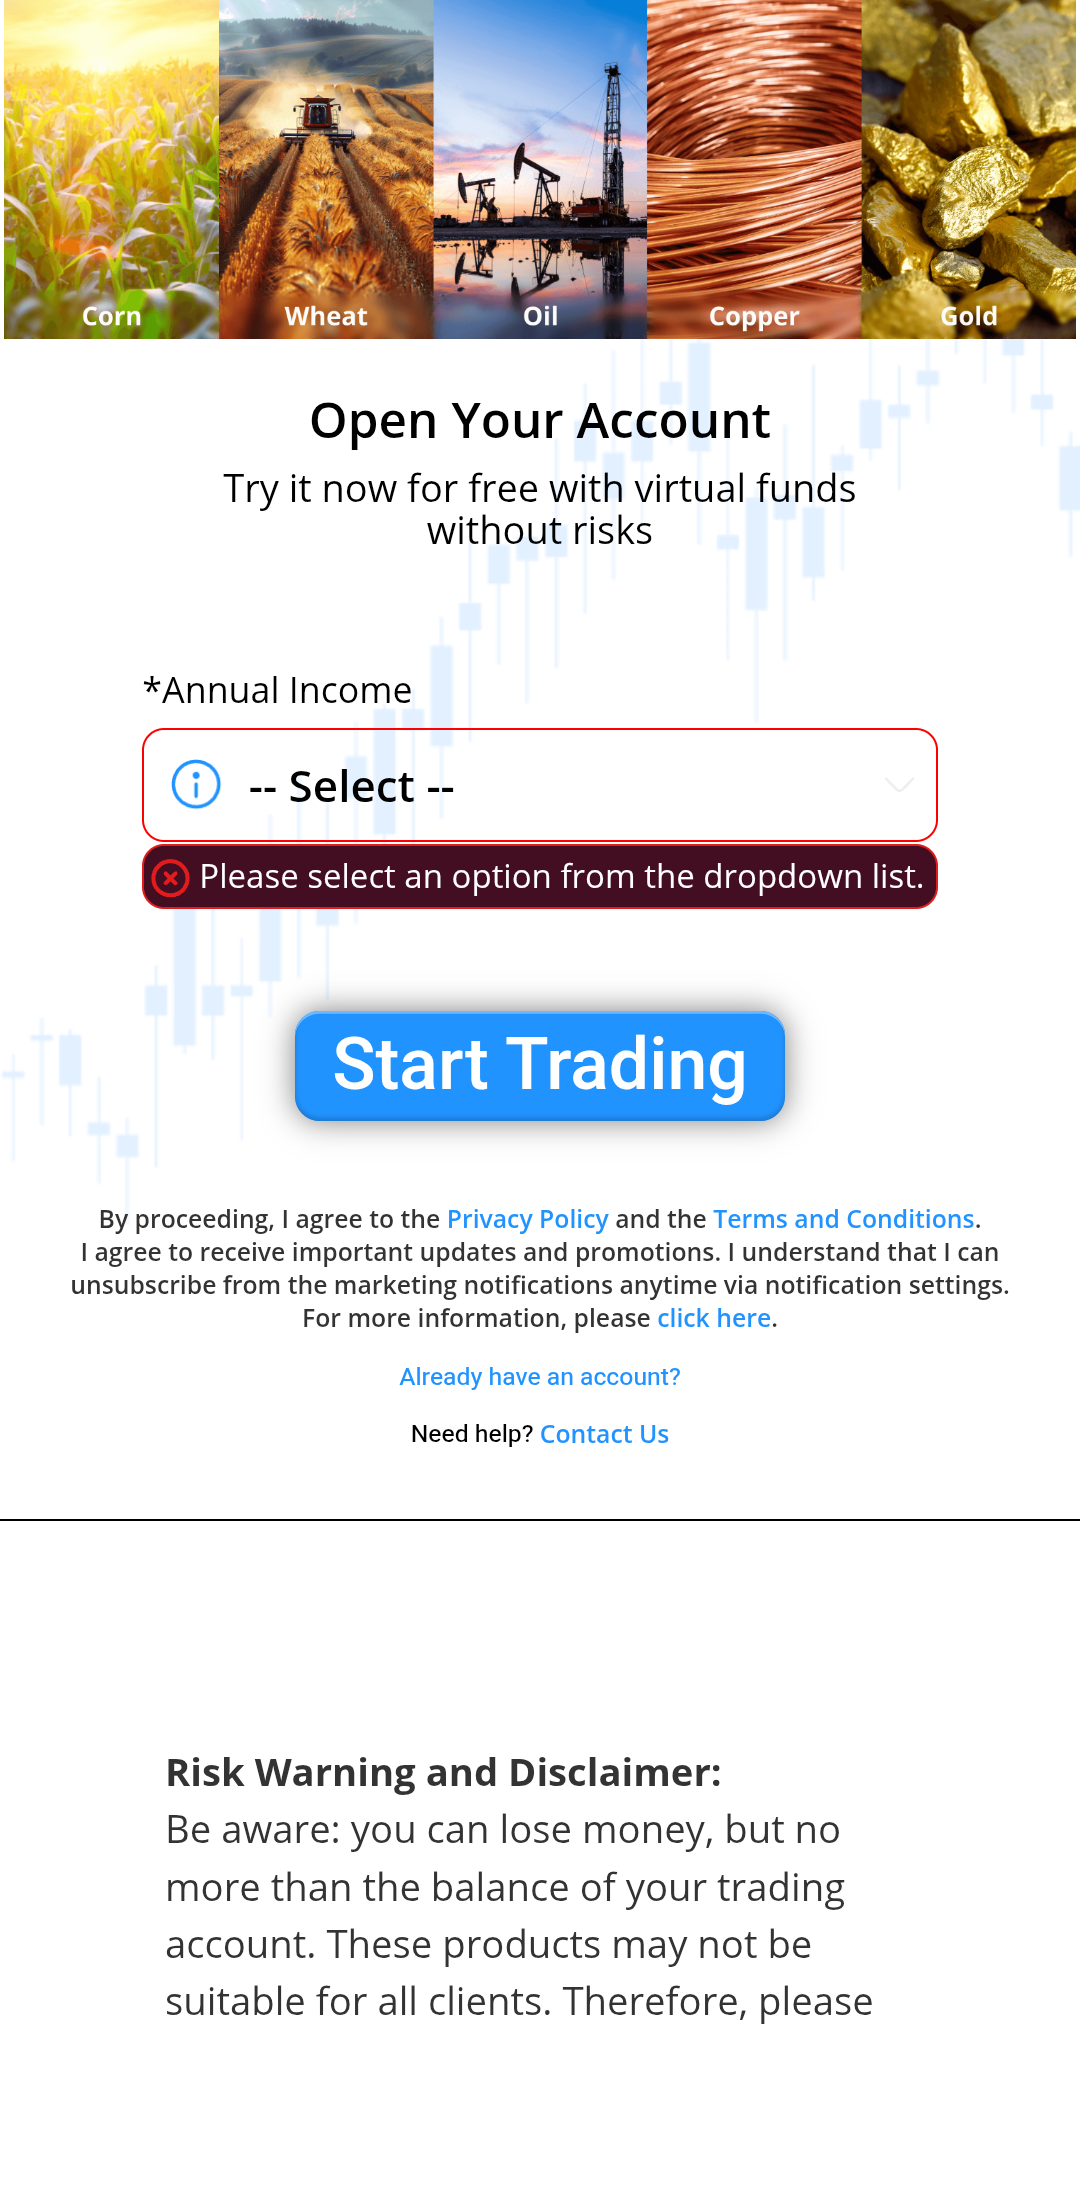 Corn
Wheat
Oil
Copper
Gold
Open Your Account
Try it now for free with virtual funds
without risks
*Annual Income
-- Select --
Please select an option from the dropdown list.
Start Trading
By proceeding, I agree to the Privacy Policy and the Terms and Conditions.
I agree to receive important updates and promotions. I understand that I can
unsubscribe from the marketing notifications anytime via notification settings.
For more information, please click here.
Already have an account?
Need help? Contact Us
Risk Warning and Disclaimer:
Be aware: you can lose money, but no
more than the balance of your trading
account. These products may not be
suitable for all clients. Therefore, please